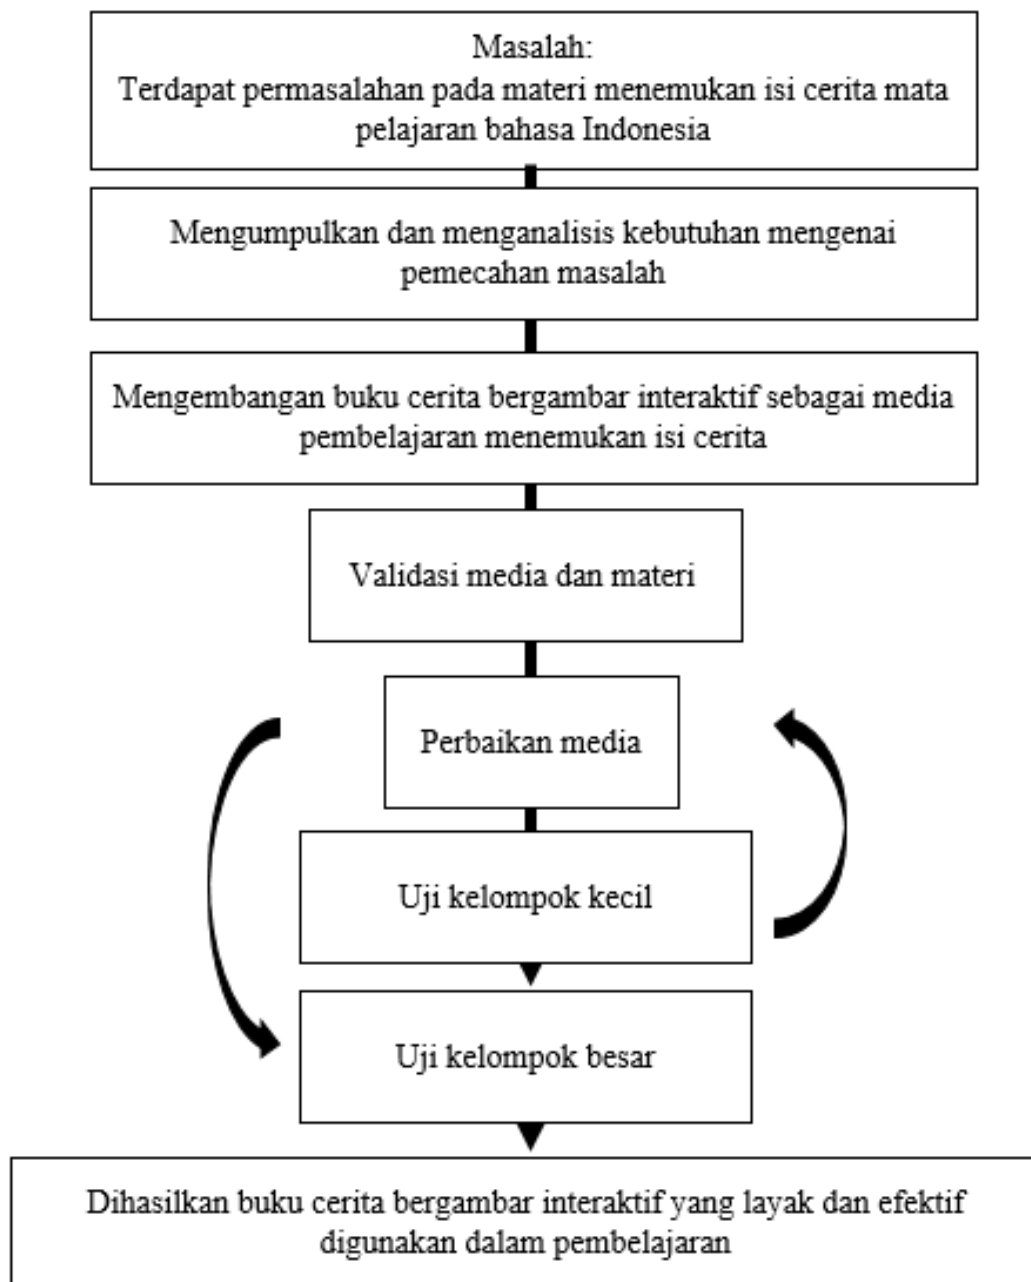 Masalah:
Terdapat permasalahan pada materi menemukan isi cerita mata
pelajaran bahasa Indonesia
Mengumpulkan dan menganalisis kebutuhan mengenai
pemecahan masalah
Mengembangan buku cerita bergambar interaktif sebagai media
pembelajaran menemukan isi cerita
Validasi media dan materi
Perbaikan media
Uji kelompok kecil
Uji kelompok besar
Dihasilkan buku cerita bergambar interaktif yang layak dan efektif
digunakan dalam pembelajaran